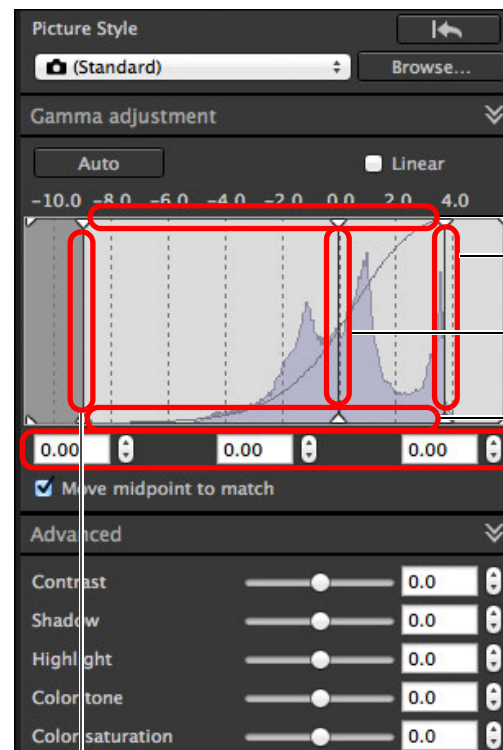 Picture Style
(Standard) Browse...
Gamma adjustment
Auto Linear
-10.0 -8.0 -6.0 -4.0 -2.0 0.0 2.0 4.0
0.00 0.00 0.00
Move midpoint to match
Advanced
Contrast 0.0
Shadow 0.0
Highlight 0.0
Color tone 0.0
Color saturation 0.0